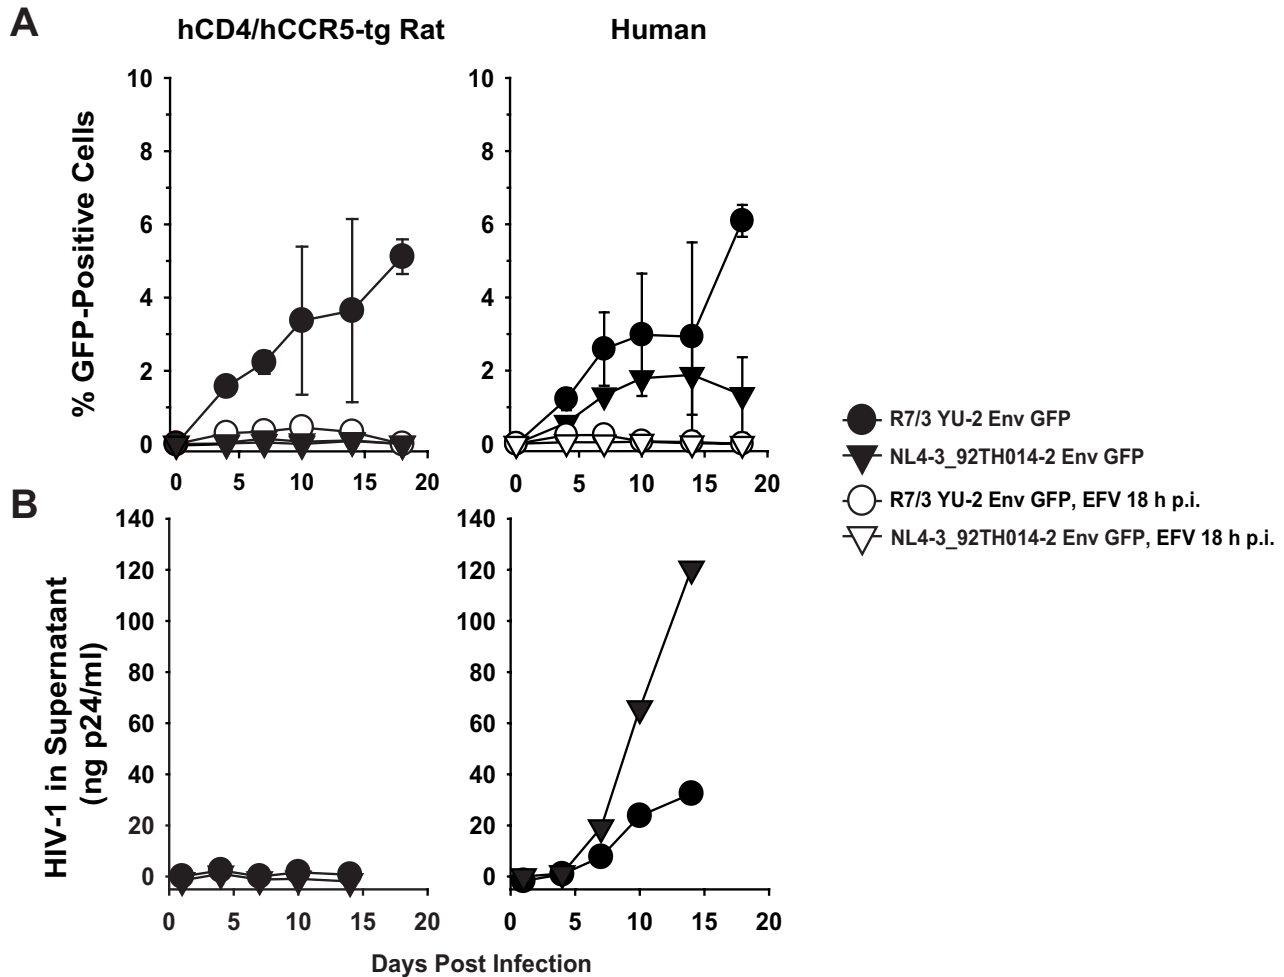 A
hCD4/hCCR5-tg Rat
Human
% GFP-Positive Cells
10
8
6
4
2
0
0 5 10 15 20
10
8
6
4
2
0
0 5 10 15 20
R7/3 YU-2 Env GFP
NL4-3_92TH014-2 Env GFP
R7/3 YU-2 Env GFP, EFV 18 h p.i.
NL4-3_92TH014-2 Env GFP, EFV 18 h p.i.
B
HIV-1 in Supernatant
(ng p24/ml)
140
120
100
80
60
40
20
0
0 5 10 15 20
140
120
100
80
60
40
20
0
0 5 10 15 20
Days Post Infection